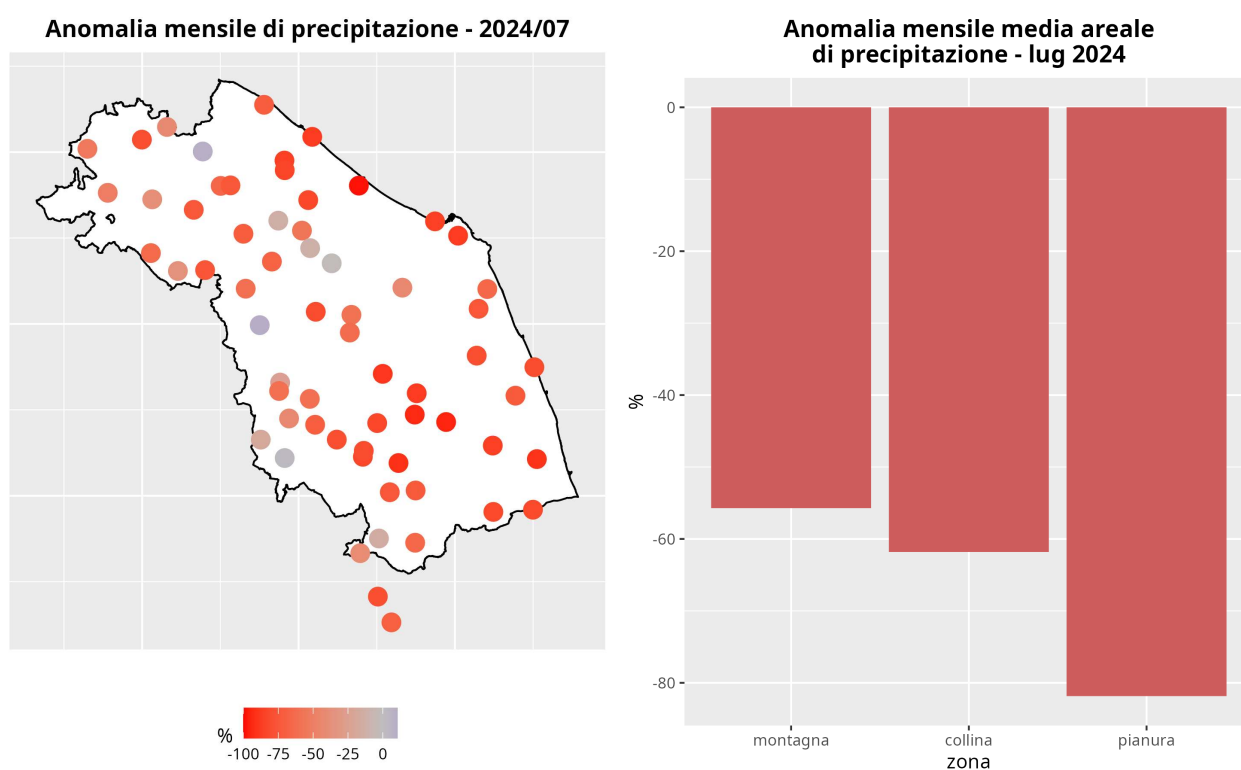 Anomalia mensile di precipitazione - 2024/07
%
-100 -75 -50 -25 0
Anomalia mensile media areale
di precipitazione - lug 2024
%
0
-20
-40
-60
-80
montagna collina pianura
zona